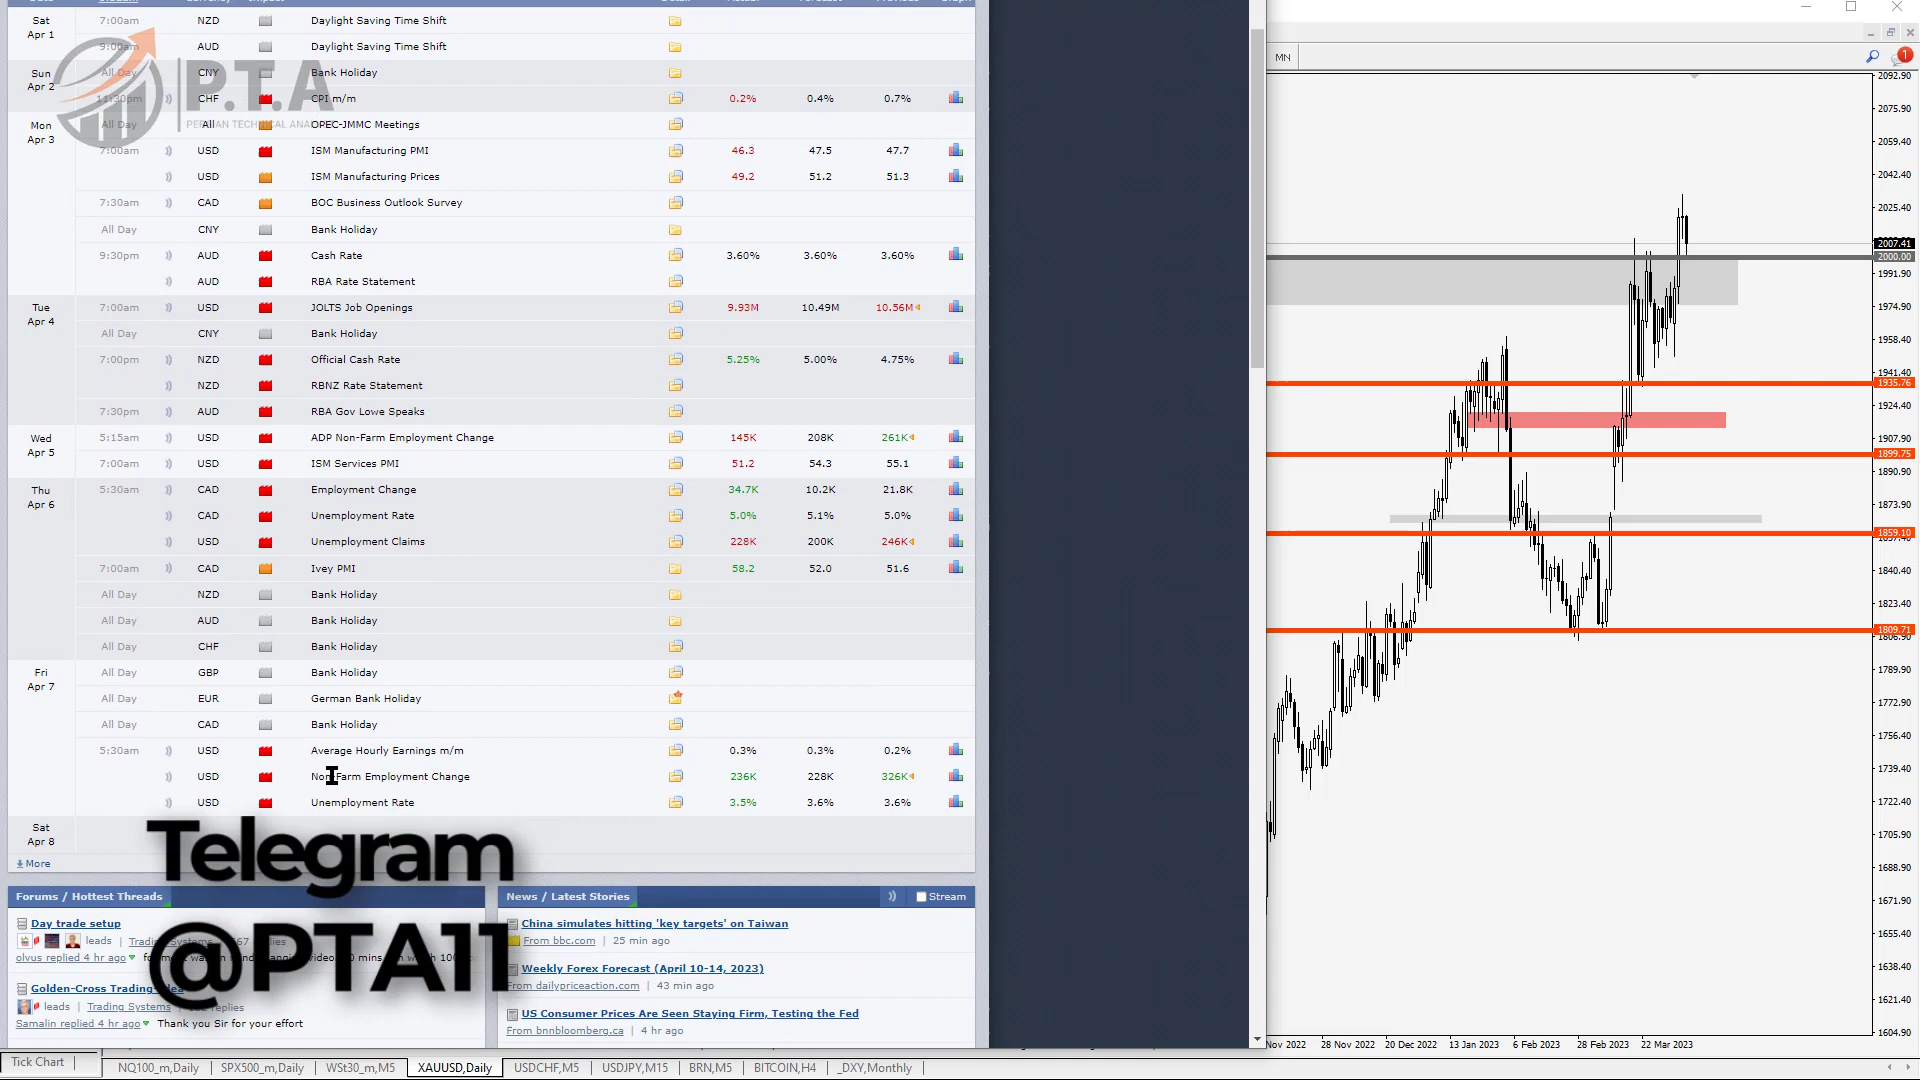 Sat
Apr 1
7:00am NZD Daylight Saving Time Shift
9:00am AUD Daylight Saving Time Shift
Sun
Apr 2
All Day CNY Bank Holiday
11:30pm CHF CPI m/m 0.2% 0.4% 0.7%
Mon
Apr 3
All Day All OPEC-JMMC Meetings
7:00am USD ISM Manufacturing PMI 46.3 47.5 47.7
USD ISM Manufacturing Prices 49.2 51.2 51.3
7:30am CAD BOC Business Outlook Survey
All Day CNY Bank Holiday
9:30pm AUD Cash Rate 3.60% 3.60% 3.60%
AUD RBA Rate Statement
Tue
Apr 4
7:00am USD JOLTS Job Openings 9.93M 10.49M 10.56M
All Day CNY Bank Holiday
7:00pm NZD Official Cash Rate 5.25% 5.00% 4.75%
NZD RBNZ Rate Statement
7:30pm AUD RBA Gov Lowe Speaks
Wed
Apr 5
5:15am USD ADP Non-Farm Employment Change 145K 208K 261K
7:00am USD ISM Services PMI 51.2 54.3 55.1
Thu
Apr 6
5:30am CAD Employment Change 34.7K 10.2K 21.8K
CAD Unemployment Rate 5.0% 5.1% 5.0%
USD Unemployment Claims 228K 200K 246K
7:00am CAD Ivey PMI 58.2 52.0 51.6
All Day NZD Bank Holiday
All Day AUD Bank Holiday
All Day CHF Bank Holiday
Fri
Apr 7
All Day GBP Bank Holiday
All Day EUR German Bank Holiday
All Day CAD Bank Holiday
5:30am USD Average Hourly Earnings m/m 0.3% 0.3% 0.2%
USD Non-Farm Employment Change 236K 228K 326K
USD Unemployment Rate 3.5% 3.6% 3.6%
Sat
Apr 8
More
P.T.A
PERSIAN TECHNICAL ANALY
Telegram
@PTA11
Forums / Hottest Threads
Day trade setup
leads | Trading Systems
olvus replied 4 hr ago
Golden-Cross Trading
leads | Trading Systems
Samalin replied 4 hr ago Thank you Sir for your effort
News / Latest Stories
Stream
China simulates hitting 'key targets' on Taiwan
From bbc.com | 25 min ago
Weekly Forex Forecast (April 10-14, 2023)
From dailypriceaction.com | 43 min ago
US Consumer Prices Are Seen Staying Firm, Testing the Fed
From bnnbloomberg.ca | 4 hr ago
MN
1
2092.90
2075.90
2059.40
2042.40
2025.40
2007.41
2000.00
1991.90
1974.90
1958.40
1941.40
1935.76
1924.40
1907.90
1899.75
1890.90
1873.90
1859.10
1840.40
1823.40
1809.71
1806.90
1789.90
1772.90
1756.40
1739.40
1722.40
1705.90
1688.90
1671.90
1655.40
1638.40
1621.40
1604.90
Nov 2022 28 Nov 2022 20 Dec 2022 13 Jan 2023 6 Feb 2023 28 Feb 2023 22 Mar 2023
Tick Chart
NQ100_m,Daily SPX500_m,Daily WSt30_m,M5 XAUUSD,Daily USDCHF,M5 USDJPY,M15 BRN,M5 BITCOIN,H4 _DXY,Monthly